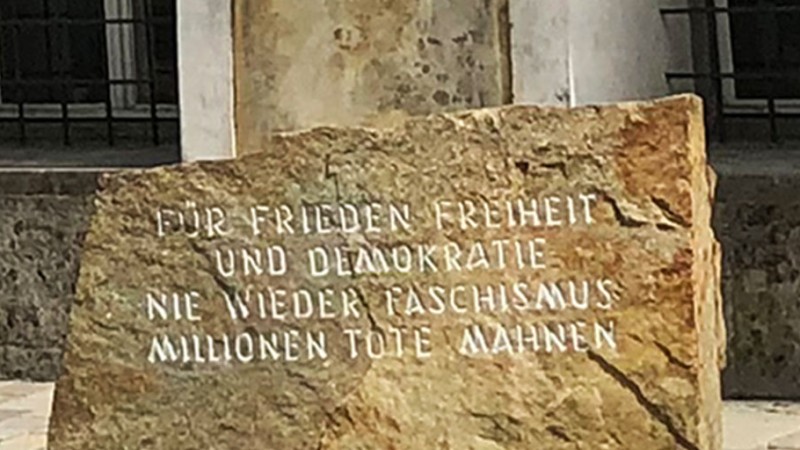 FÜR FRIEDEN FREIHEIT
UND DEMOKRATIE
NIE WIEDER FASCHISMUS
MILLIONEN TOTE MAHNEN